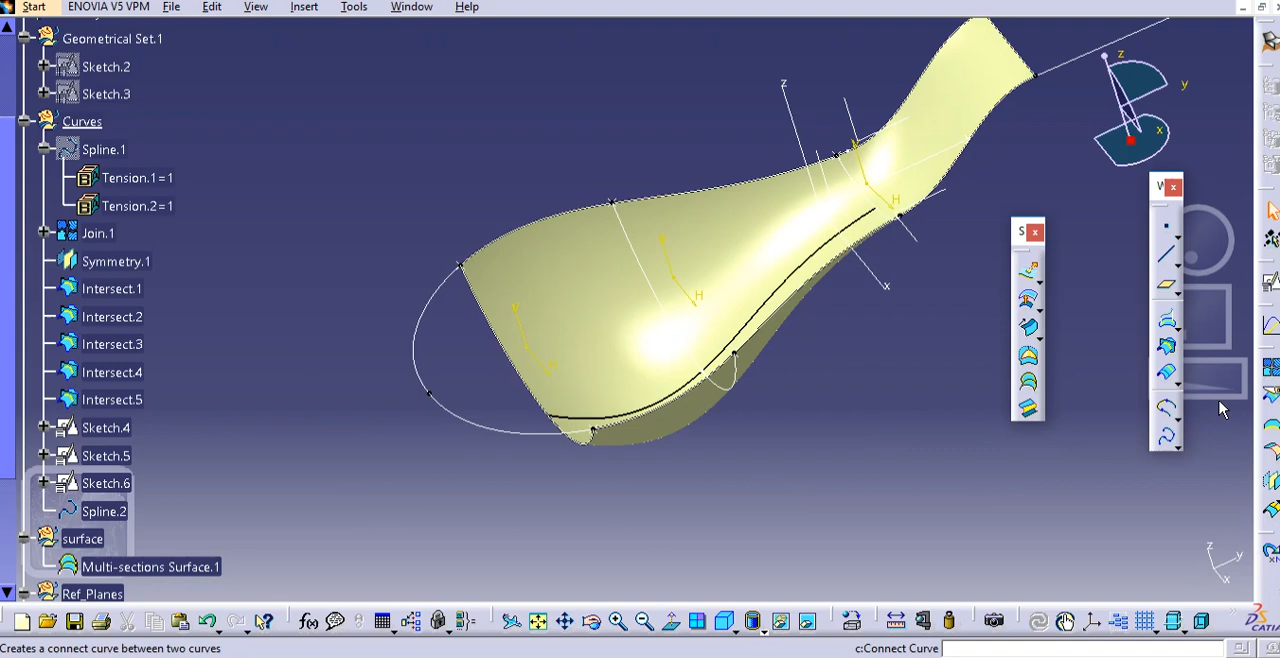 Start ENOVIA V5 VPM File Edit View Insert Tools Window Help
Geometrical Set.1
Sketch.2
Sketch.3
Curves
Spline.1
Tension.1=1
Tension.2=1
Join.1
Symmetry.1
Intersect.1
Intersect.2
Intersect.3
Intersect.4
Intersect.5
Sketch.4
Sketch.5
Sketch.6
Spline.2
surface
Multi-sections Surface.1
Ref_Planes
z
x
H
H
z
y
x
S
W
z
y
x
f(x)
CATIA
Creates a connect curve between two curves
c:Connect Curve